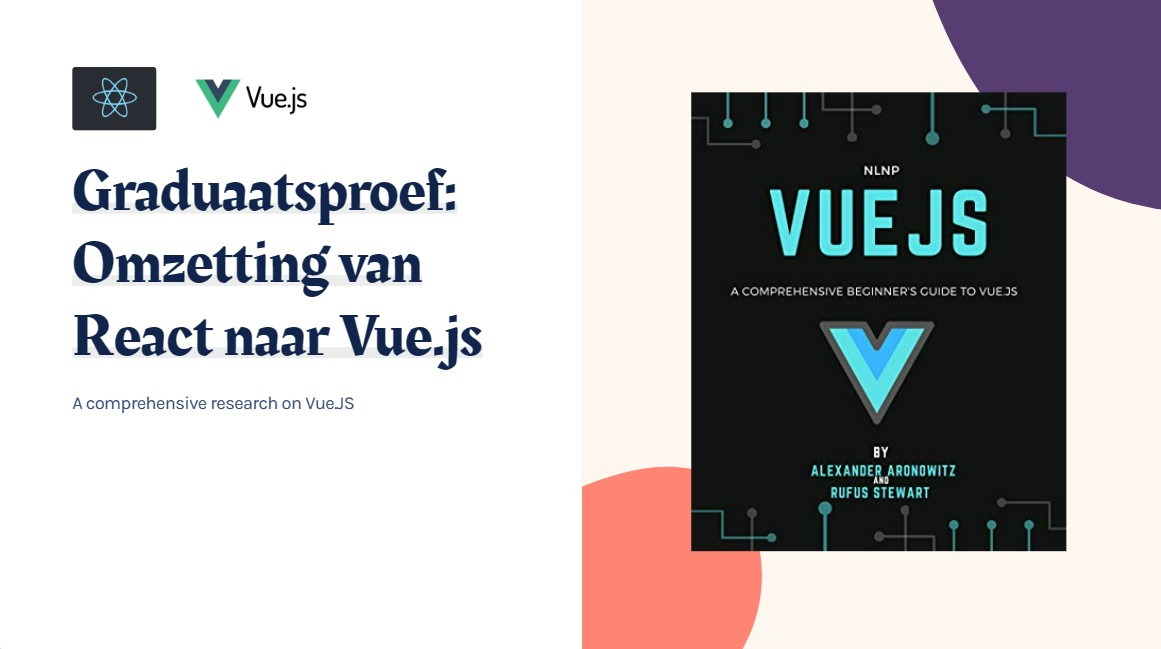 Vue.js
Graduaatsproef:
Omzetting van
React naar Vue.js
A comprehensive research on VueJS
NLNP
VUEJS
A COMPREHENSIVE BEGINNER'S GUIDE TO VUE.JS
BY
ALEXANDER ARONOWITZ
AND
RUFUS STEWART